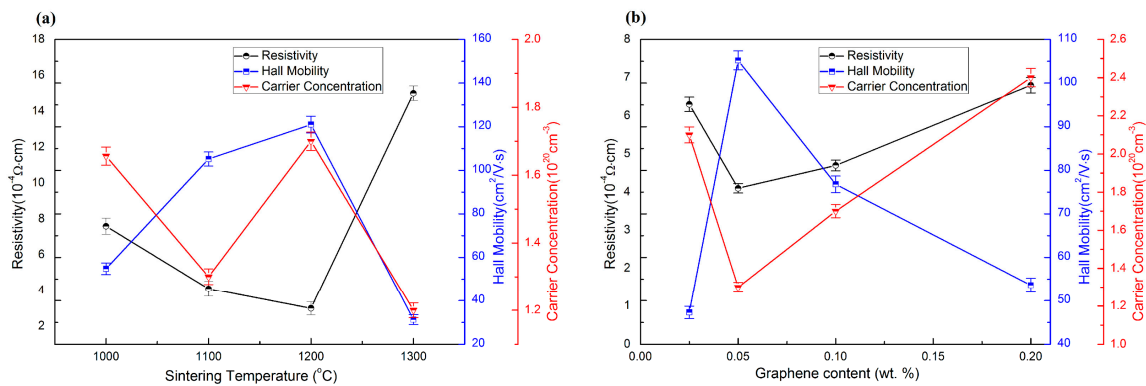 (a)
18
16
14
12
10
8
6
4
2
Resistivity(10⁻⁴Ω·cm)
Resistivity
Hall Mobility
Carrier Concentration
1000 1100 1200 1300
Sintering Temperature (°C)
160
140
120
100
80
60
40
20
Hall Mobility(cm²/V·s)
2.0
1.8
1.6
1.4
1.2
Carrier Concentration(10²⁰cm⁻³)
(b)
8
7
6
5
4
3
2
1
0
Resistivity(10⁻⁴Ω·cm)
Resistivity
Hall Mobility
Carrier Concentration
0.00 0.05 0.10 0.15 0.20
Graphene content (wt. %)
110
100
90
80
70
60
50
40
Hall Mobility(cm²/V·s)
2.6
2.4
2.2
2.0
1.8
1.6
1.4
1.2
1.0
Carrier Concentration(10²⁰cm⁻³)